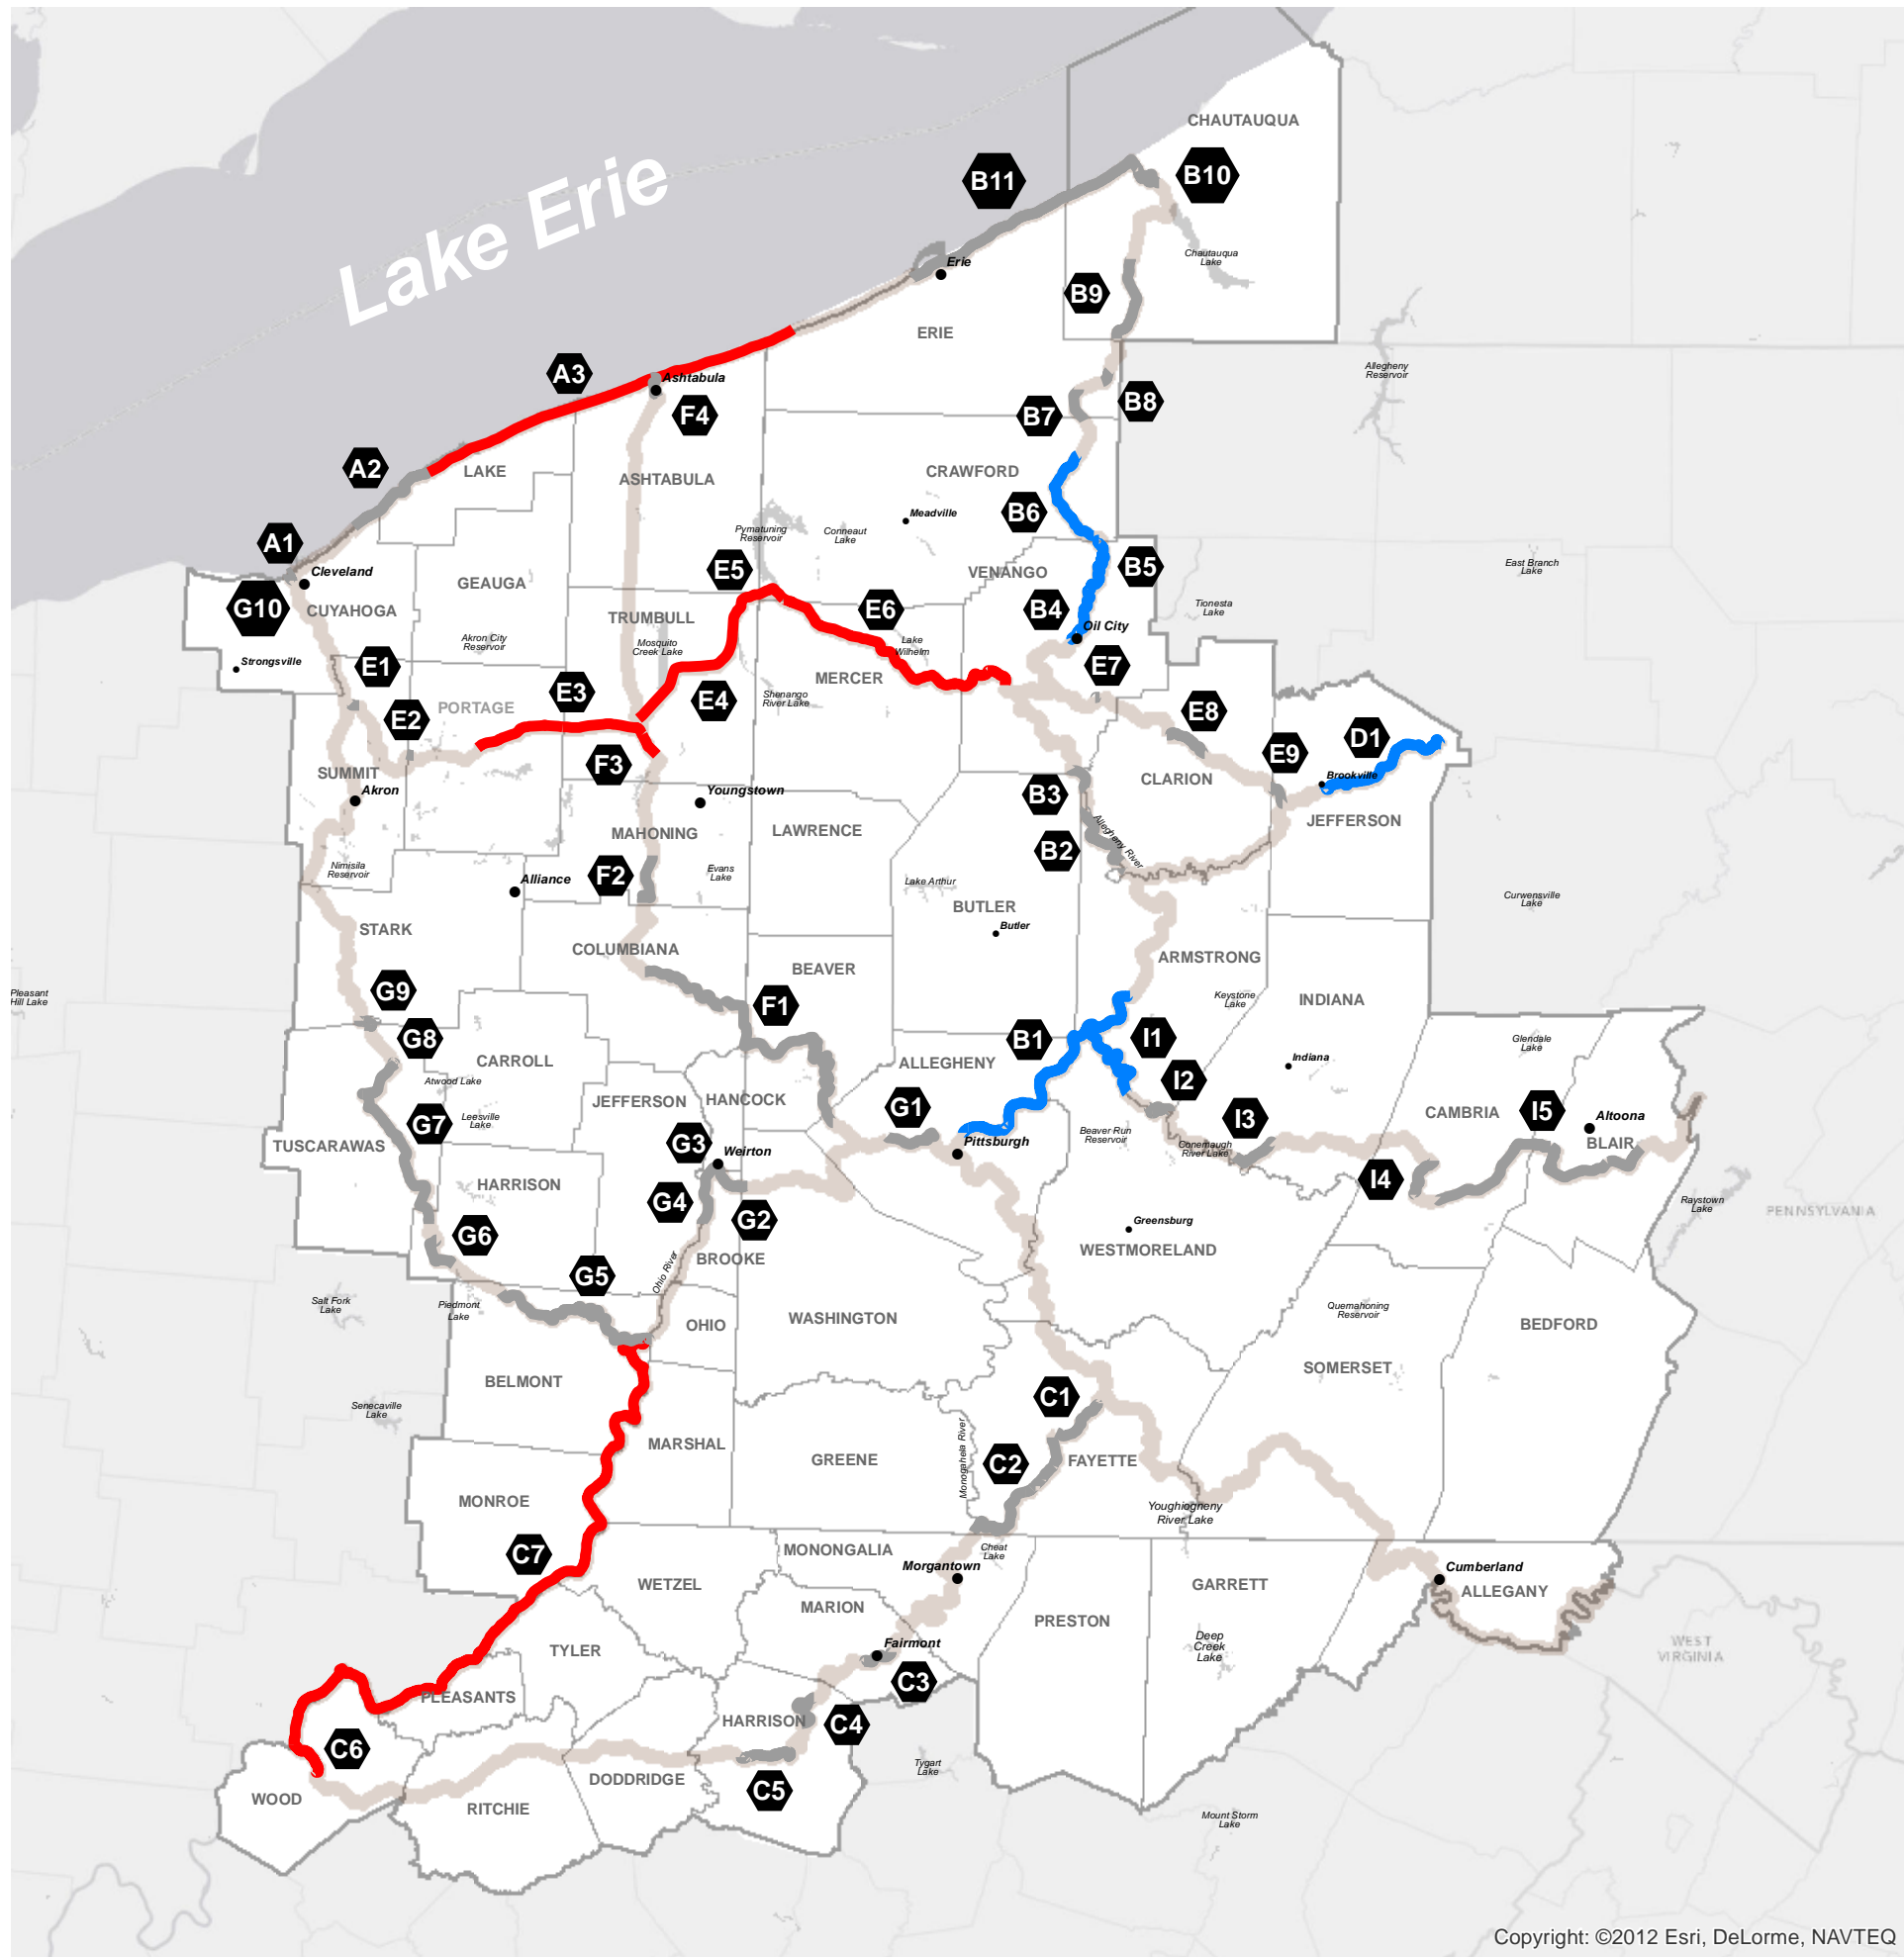 CHAUTAUQUA
B10
B11
Lake Erie
Chautauqua
Lake
Erie
B9
ERIE
Allegheny
Reservoir
A3
Ashtabula
B8
F4
B7
A2
LAKE
CRAWFORD
ASHTABULA
B6
Meadville
Pymatuning
Reservoir
Conneaut
Lake
A1
Cleveland
E5
B5
VENANGO
East Branch
Lake
GEAUGA
G10
CUYAHOGA
E6
B4
Tionesta
Lake
TRUMBULL
Oil City
Akron City
Reservoir
Mosquito
Creek Lake
Lake
Wilhelm
Strongsville
E1
E7
MERCER
E3
E4
Shenango
River Lake
PORTAGE
E2
E8
D1
E9
F3
SUMMIT
Brookville
CLARION
Akron
Youngstown
B3
JEFFERSON
MAHONING
LAWRENCE
Allegheny River
B2
Nimisila
Reservoir
Evans
Lake
F2
Alliance
Lake Arthur
Curwensville
Lake
BUTLER
STARK
Butler
COLUMBIANA
ARMSTRONG
BEAVER
Pleasant
Hill Lake
G9
F1
Keystone
Lake
INDIANA
G8
B1
I1
Glendale
Lake
CARROLL
ALLEGHENY
Indiana
Atwood Lake
I2
JEFFERSON
HANCOCK
G7
Leesville
Lake
G1
I3
CAMBRIA
I5
Altoona
TUSCARAWAS
G3
Pittsburgh
Beaver Run
Reservoir
Conemaugh
River Lake
BLAIR
Weirton
HARRISON
I4
G4
G2
Raystown
Lake
PENNSYLVANIA
G6
Greensburg
WESTMORELAND
BROOKE
G5
Ohio River
Salt Fork
Lake
Piedmont
Lake
Quemahoning
Reservoir
OHIO
WASHINGTON
BEDFORD
SOMERSET
BELMONT
C1
Senecaville
Lake
MARSHAL
Monogahela River
GREENE
C2
FAYETTE
MONROE
Youghiogneny
River Lake
C7
MONONGALIA
Cheat
Lake
Morgantown
Cumberland
WETZEL
GARRETT
ALLEGANY
MARION
PRESTON
Fairmont
Deep
Creek
Lake
WEST
VIRGINIA
TYLER
C3
PLEASANTS
HARRISON
C4
C6
Tygart
Lake
DODDRIDGE
C5
WOOD
RITCHIE
Mount Storm
Lake
Copyright: ©2012 Esri, DeLorme, NAVTEQ